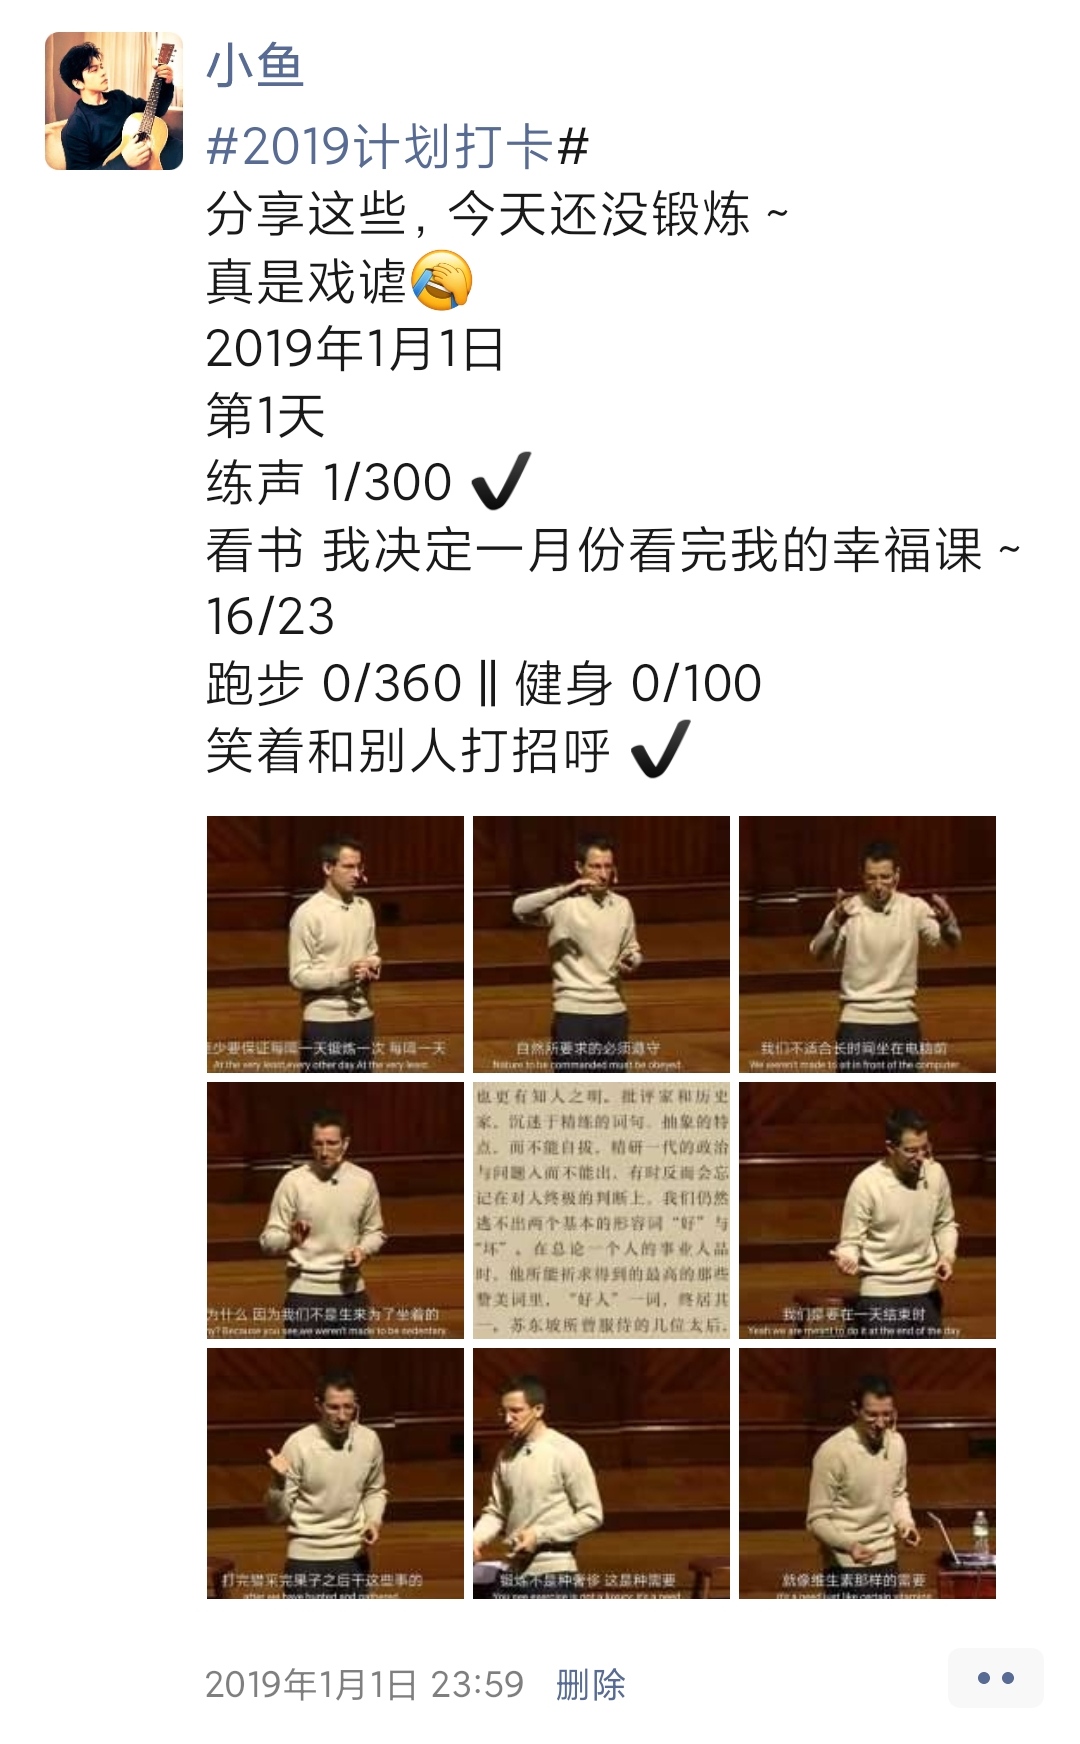 小鱼
#2019计划打卡#
分享这些，今天还没锻炼~
真是戏谑
2019年1月1日
第1天
练声 1/300 ✔
看书 我决定一月份看完我的幸福课~
16/23
跑步 0/360 || 健身 0/100
笑着和别人打招呼 ✔
少要保证每隔一天锻炼一次 每隔一天
At the very least, every other day. At the very least.
自然所要求的必须遵守
Nature to be commanded must be obeyed.
我们不适合长时间坐在电脑前
We weren't made to sit in front of the computer
为什么 因为我们不是生来为了坐着的
y? Because you see, we weren't made to be sedentary.
也更有知人之明。批评家和历史
家，沉迷于精练的词句，抽象的特
点，而不能自拔，精研一代的政治
与问题入而不能出，有时反而会忘
记在对人终极的判断上，我们仍然
逃不出两个基本的形容词“好”与
“坏”。在总论一个人的事业人品
时，他所能祈求得到的最高的那些
赞美词里，“好人”一词，终居其
一。苏东坡所曾服侍的几位太后，
我们是要在一天结束时
Yeah we are meant to do it at the end of the day
打完猎采完果子之后干这些事的
after we have hunted and gathered.
锻炼不是种奢侈 这是种需要
You see exercise is not a luxury, it's a need.
就像维生素那样的需要
it's a need just like certain vitamins
2019年1月1日 23:59 删除